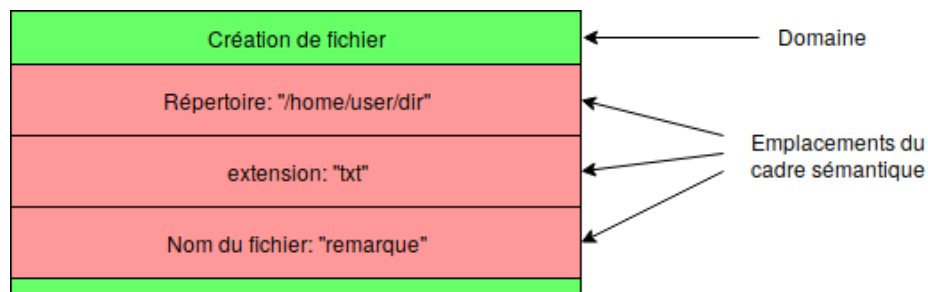 Création de fichier
Domaine
Répertoire: "/home/user/dir"
extension: "txt"
Nom du fichier: "remarque"
Emplacements du
cadre sémantique